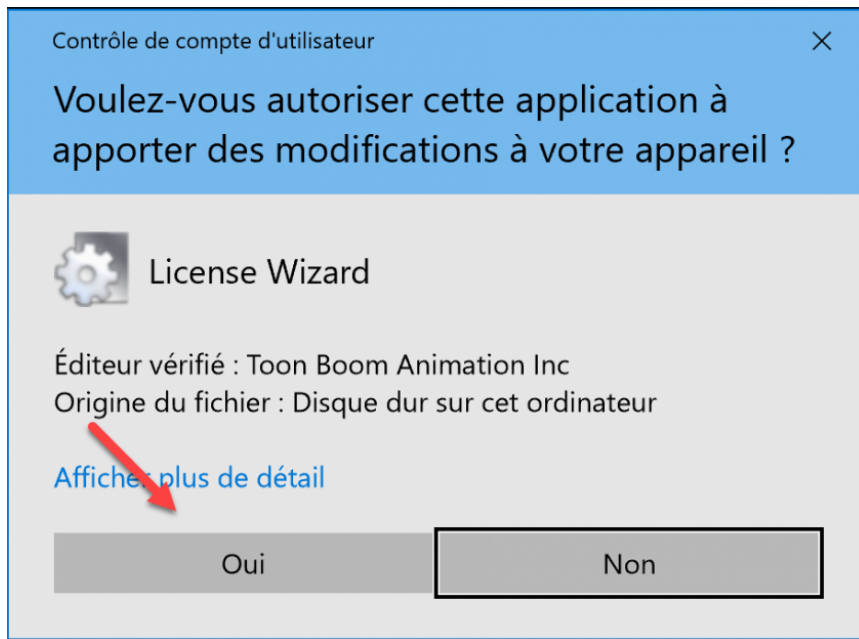 Contrôle de compte d'utilisateur
Voulez-vous autoriser cette application à
apporter des modifications à votre appareil ?
License Wizard
Éditeur vérifié : Toon Boom Animation Inc
Origine du fichier : Disque dur sur cet ordinateur
Afficher plus de détail
Oui
Non